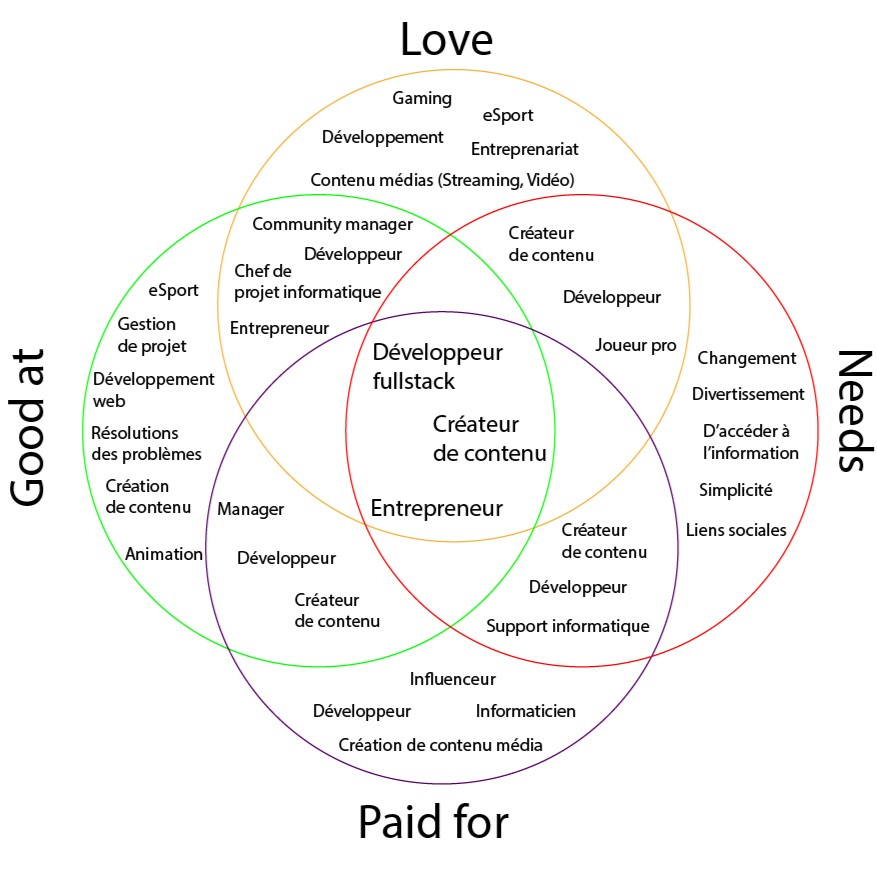 Love
Gaming
eSport
Développement
Entreprenariat
Contenu médias (Streaming, Vidéo)
Community manager
Développeur
Chef de
projet informatique
Entrepreneur
Créateur
de contenu
Développeur
Joueur pro
Good at
eSport
Gestion
de projet
Développement
web
Résolutions
des problèmes
Création
de contenu
Animation
Développeur
fullstack
Créateur
de contenu
Entrepreneur
Needs
Changement
Divertissement
D'accéder à
l'information
Simplicité
Liens sociales
Manager
Développeur
Créateur
de contenu
Créateur
de contenu
Développeur
Support informatique
Influenceur
Développeur
Informaticien
Création de contenu média
Paid for